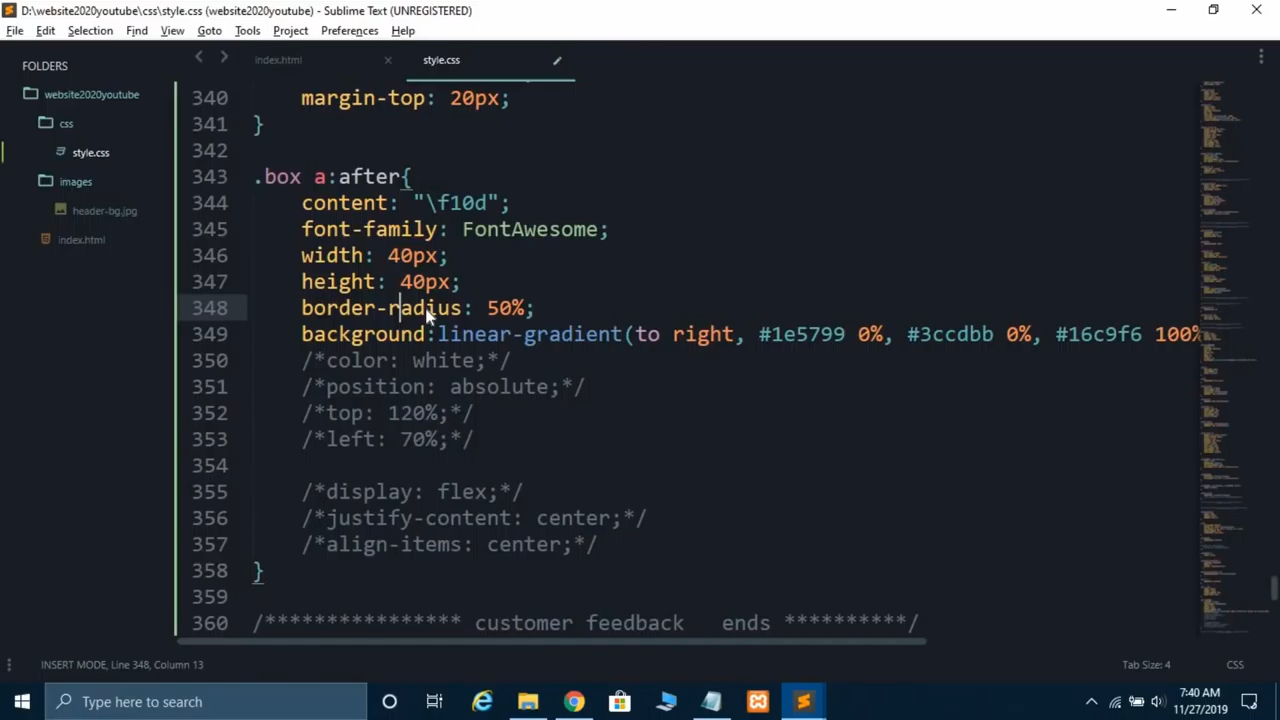 D:\website2020youtube\css\style.css (website2020youtube) - Sublime Text (UNREGISTERED)
File Edit Selection Find View Goto Tools Project Preferences Help
FOLDERS
website2020youtube
css
style.css
images
header-bg.jpg
index.html
index.html
style.css
340 margin-top: 20px;
341 }
342
343 .box a:after{
344 content: "\f10d";
345 font-family: FontAwesome;
346 width: 40px;
347 height: 40px;
348 border-radius: 50%;
349 background:linear-gradient(to right, #1e5799 0%, #3ccdbb 0%, #16c9f6 100%
350 /*color: white;*/
351 /*position: absolute;*/
352 /*top: 120%;*/
353 /*left: 70%;*/
354
355 /*display: flex;*/
356 /*justify-content: center;*/
357 /*align-items: center;*/
358 }
359
360 /**************** customer feedback ends **********/
INSERT MODE, Line 348, Column 13
Tab Size: 4
CSS
Type here to search
7:40 AM
11/27/2019